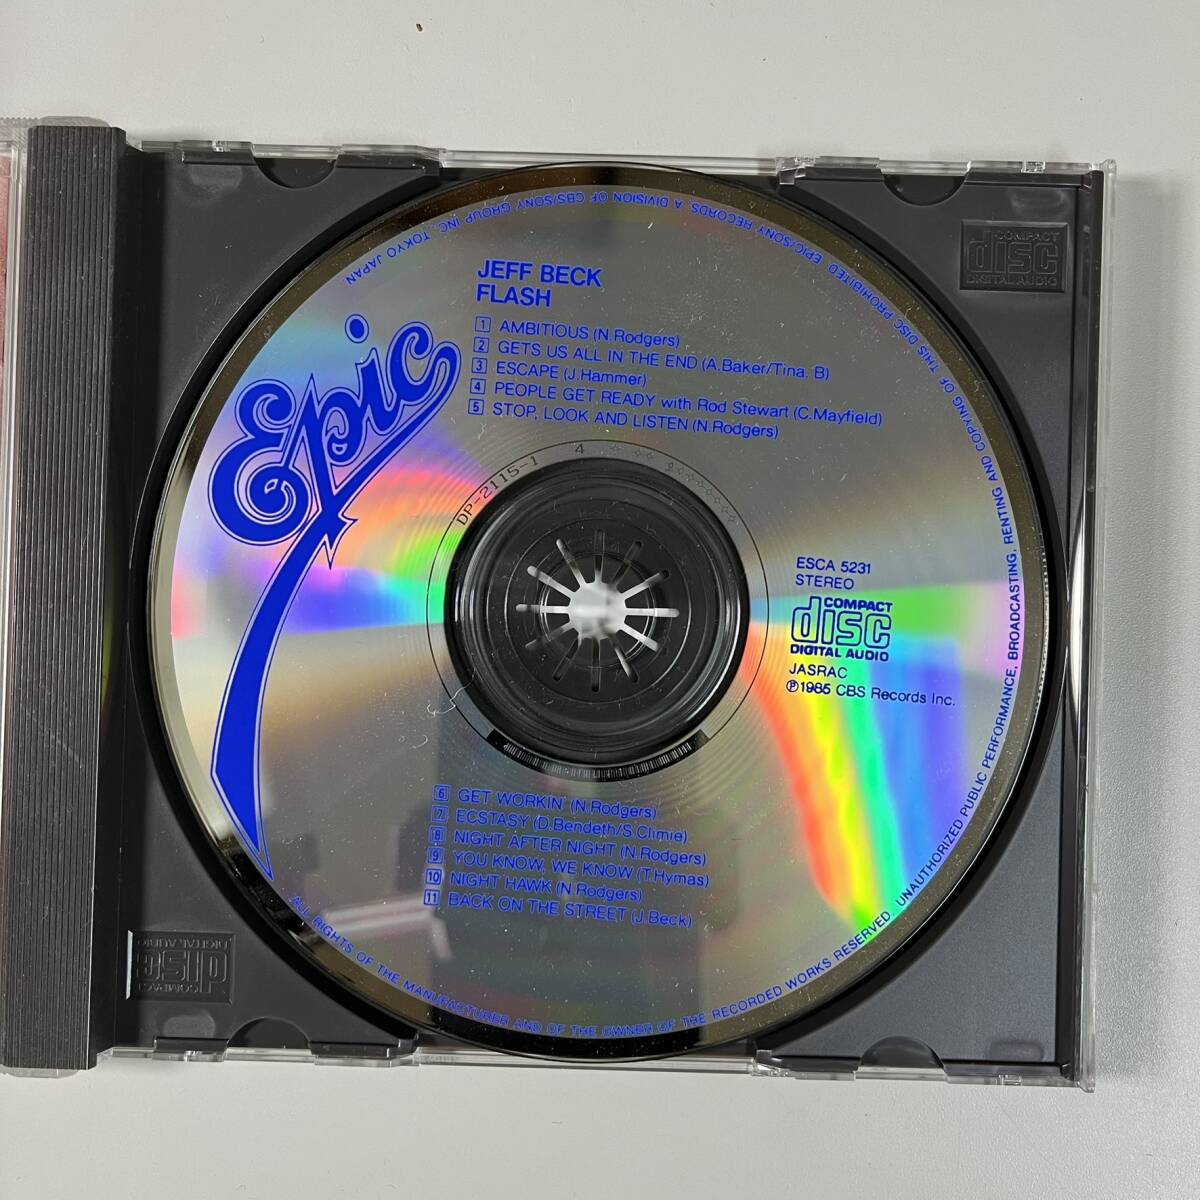 JEFF BECK
FLASH
1 AMBITIOUS (N.Rodgers)
2 GETS US ALL IN THE END (A.Baker/Tina. B)
3 ESCAPE (J.Hammer)
4 PEOPLE GET READY with Rod Stewart (C.Mayfield)
5 STOP, LOOK AND LISTEN (N.Rodgers)
Epic
DP-2115-1 4
ESCA 5231
STEREO
COMPACT
disc
DIGITAL AUDIO
JASRAC
Ⓟ1985 CBS Records Inc.
6 GET WORKIN' (N.Rodgers)
7 ECSTASY (D.Bendeth/S.Climie)
8 NIGHT AFTER NIGHT (N.Rodgers)
9 YOU KNOW, WE KNOW (T.Hymas)
10 NIGHT HAWK (N.Rodgers)
11 BACK ON THE STREET (J.Beck)
ALL RIGHTS OF THE MANUFACTURER AND OF THE OWNER OF THE RECORDED WORKS RESERVED. UNAUTHORIZED PUBLIC PERFORMANCE, BROADCASTING, RENTING AND COPYING OF THIS DISC PROHIBITED. EPIC/SONY RECORDS, A DIVISION OF CBS/SONY GROUP INC. TOKYO JAPAN
COMPACT
disc
DIGITAL AUDIO
COMPACT
disc
DIGITAL AUDIO